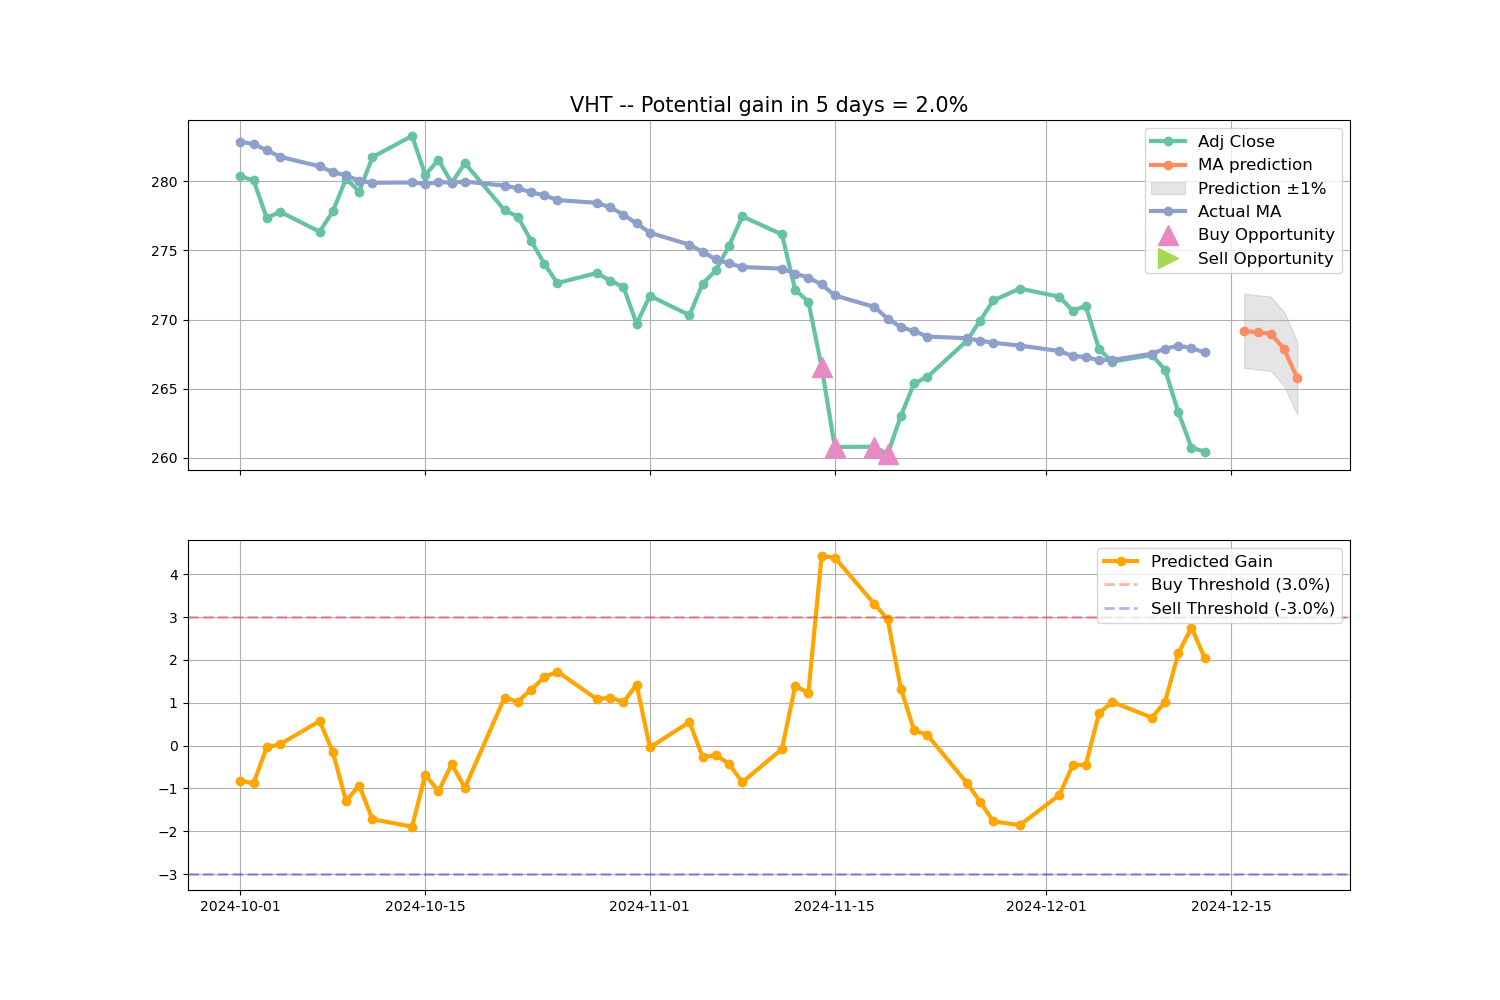 VHT -- Potential gain in 5 days = 2.0%
280
275
270
265
260
Adj Close
MA prediction
Prediction ±1%
Actual MA
Buy Opportunity
Sell Opportunity
4
3
2
1
0
−1
−2
−3
Predicted Gain
Buy Threshold (3.0%)
Sell Threshold (-3.0%)
2024-10-01 2024-10-15 2024-11-01 2024-11-15 2024-12-01 2024-12-15